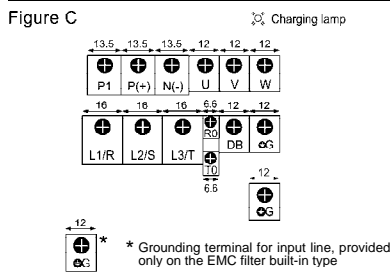 Figure C
Charging lamp
13.5 13.5 13.5 12 12 12
P1 P(+) N(-) U V W
16 16 16 6.6 12 12
R0
L1/R L2/S L3/T DB G
T0
6.6
12
G
12
G *
* Grounding terminal for input line, provided
only on the EMC filter built-in type